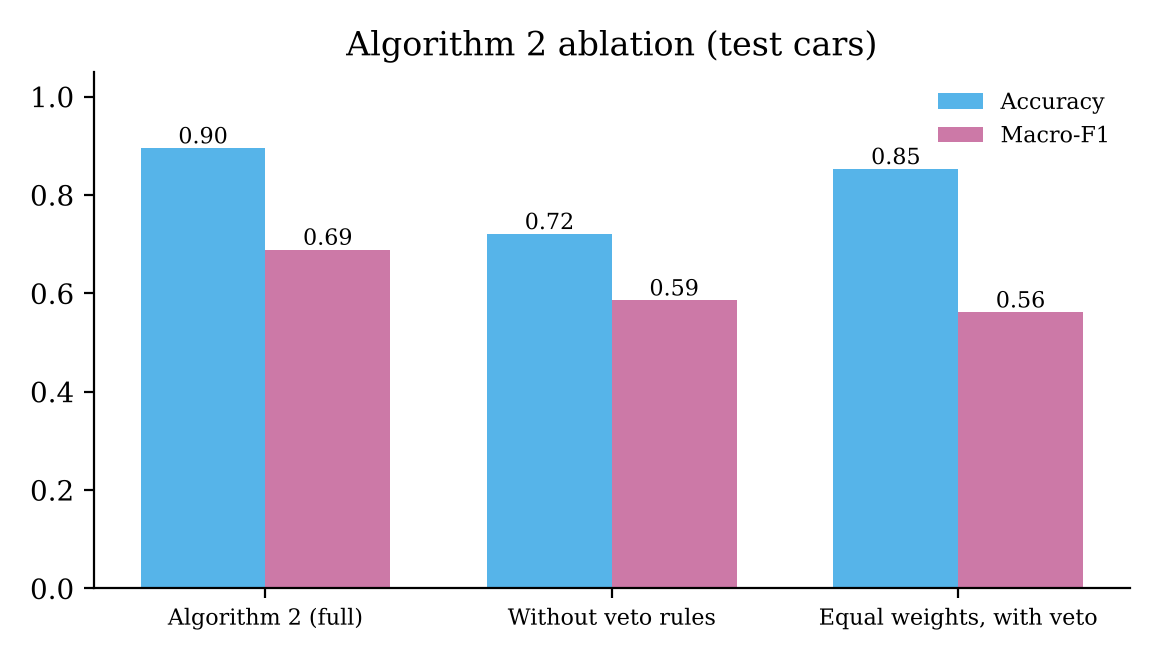 Algorithm 2 ablation (test cars)
Accuracy
Macro-F1
1.0
0.8
0.6
0.4
0.2
0.0
0.90
0.69
0.72
0.59
0.85
0.56
Algorithm 2 (full)
Without veto rules
Equal weights, with veto